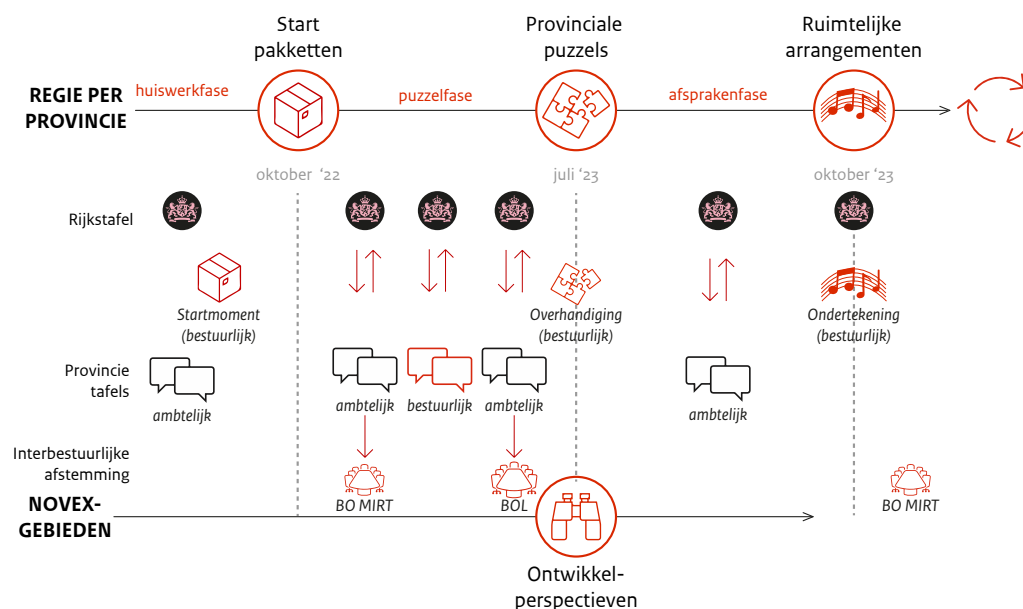 Start
pakketten
Provinciale
puzzels
Ruimtelijke
arrangementen
REGIE PER
PROVINCIE
huiswerkfase
puzzelfase
afsprakenfase
oktober ‘22
juli ‘23
oktober ‘23
Rijkstafel
Startmoment
(bestuurlijk)
Overhandiging
(bestuurlijk)
Ondertekening
(bestuurlijk)
Provincie
tafels
ambtelijk
ambtelijk
bestuurlijk
ambtelijk
ambtelijk
Interbestuurlijke
afstemming
BO MIRT
BOL
BO MIRT
NOVEX-
GEBIEDEN
Ontwikkel-
perspectieven